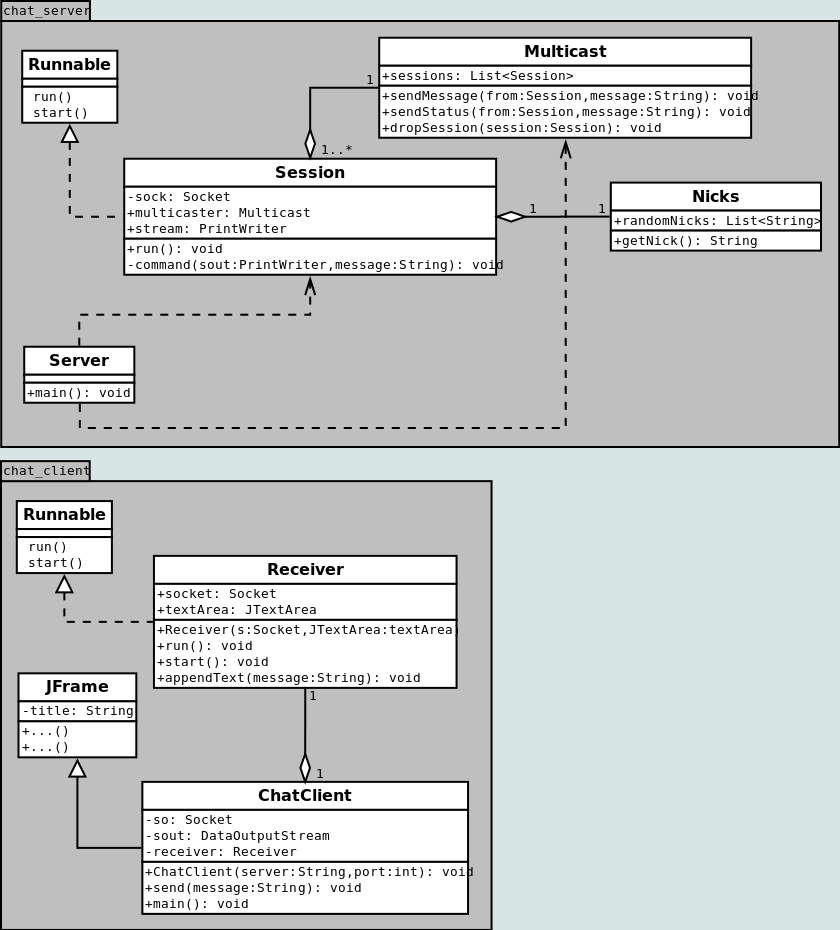 chat_server
Runnable
run()
start()
Multicast
+sessions: List<Session>
+sendMessage(from:Session,message:String): void
+sendStatus(from:Session,message:String): void
+dropSession(session:Session): void
1
1..*
Session
-sock: Socket
+multicaster: Multicast
+stream: PrintWriter
+run(): void
-command(sout:PrintWriter,message:String): void
1
1
Nicks
+randomNicks: List<String>
+getNick(): String
Server
+main(): void
chat_client
Runnable
run()
start()
Receiver
+socket: Socket
+textArea: JTextArea
+Receiver(s:Socket,JTextArea:textArea)
+run(): void
+start(): void
+appendText(message:String): void
JFrame
-title: String
+...()
+...()
1
1
ChatClient
-so: Socket
-sout: DataOutputStream
-receiver: Receiver
+ChatClient(server:String,port:int): void
+send(message:String): void
+main(): void